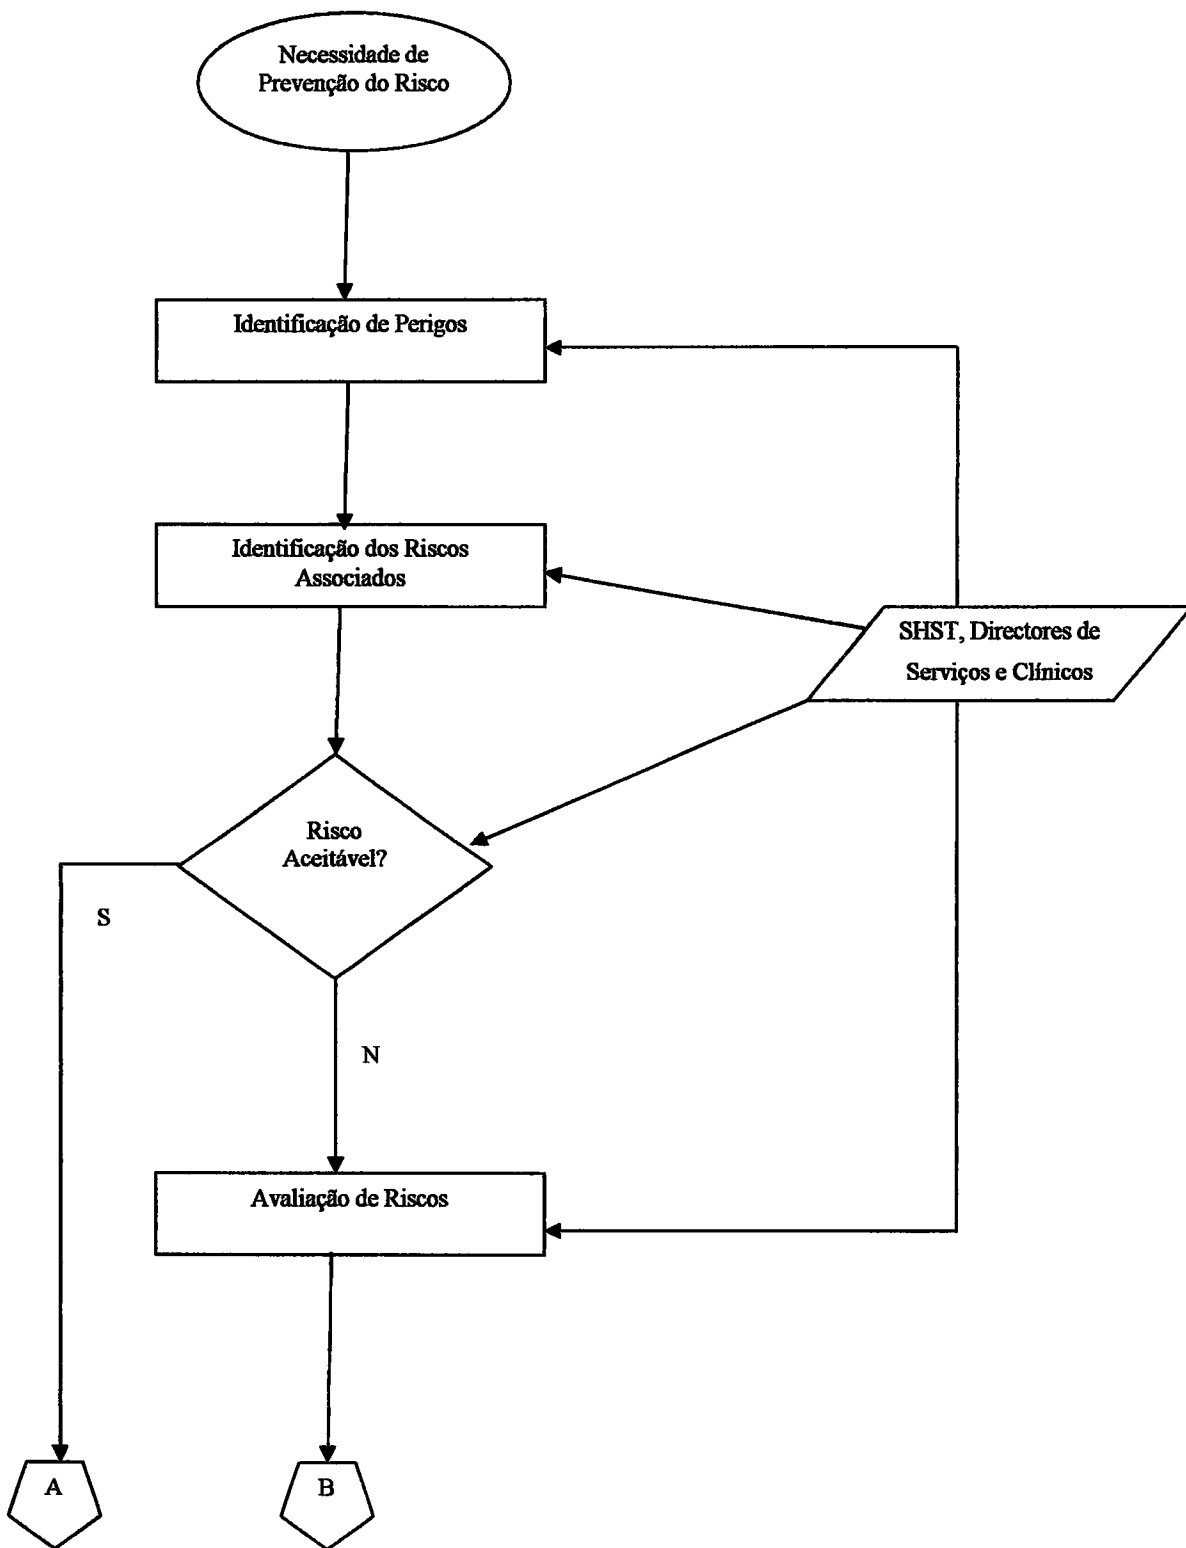 Necessidade de
Prevenção do Risco
Identificação de Perigos
Identificação dos Riscos
Associados
SHST, Directores de
Serviços e Clínicos
Risco
Aceitável?
S
N
Avaliação de Riscos
A
B